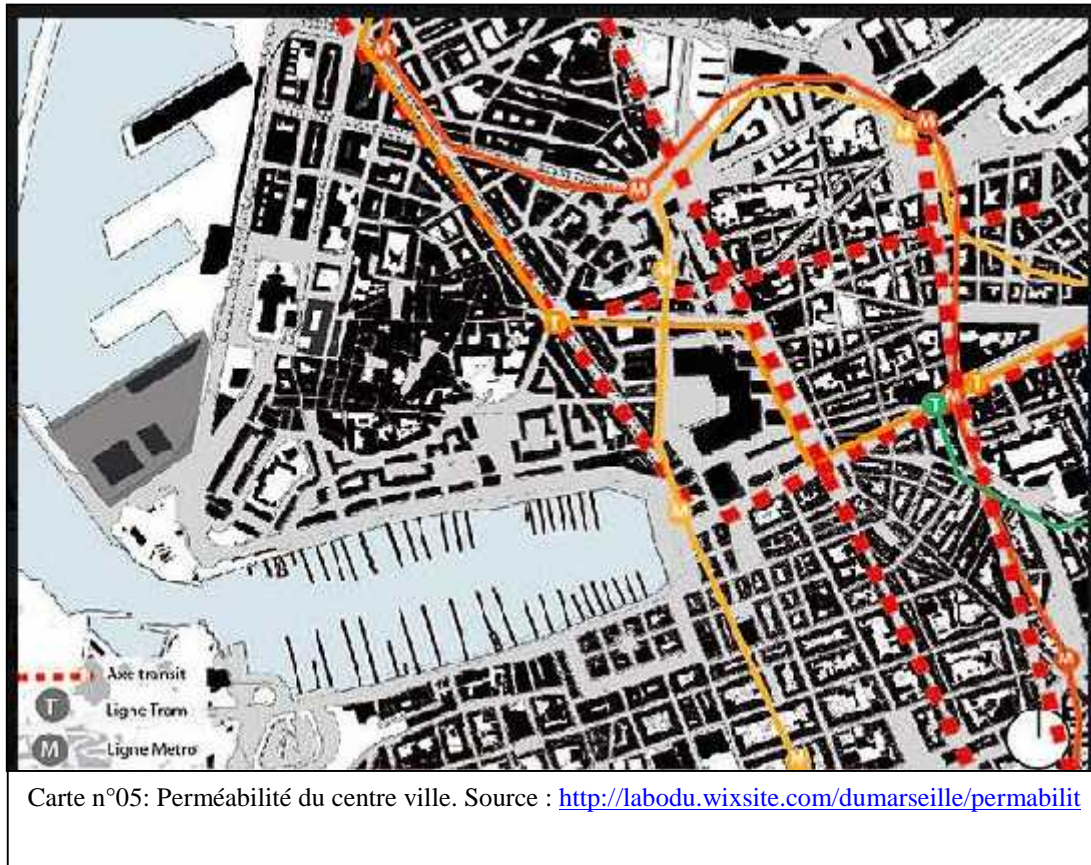 M
M
M
M
M
T
T
M
T
M
M
M
Axe transit
T Ligne Tram
M Ligne Metro
Carte n°05: Perméabilité du centre ville. Source : http://labodu.wixsite.com/dumarseille/permabilit